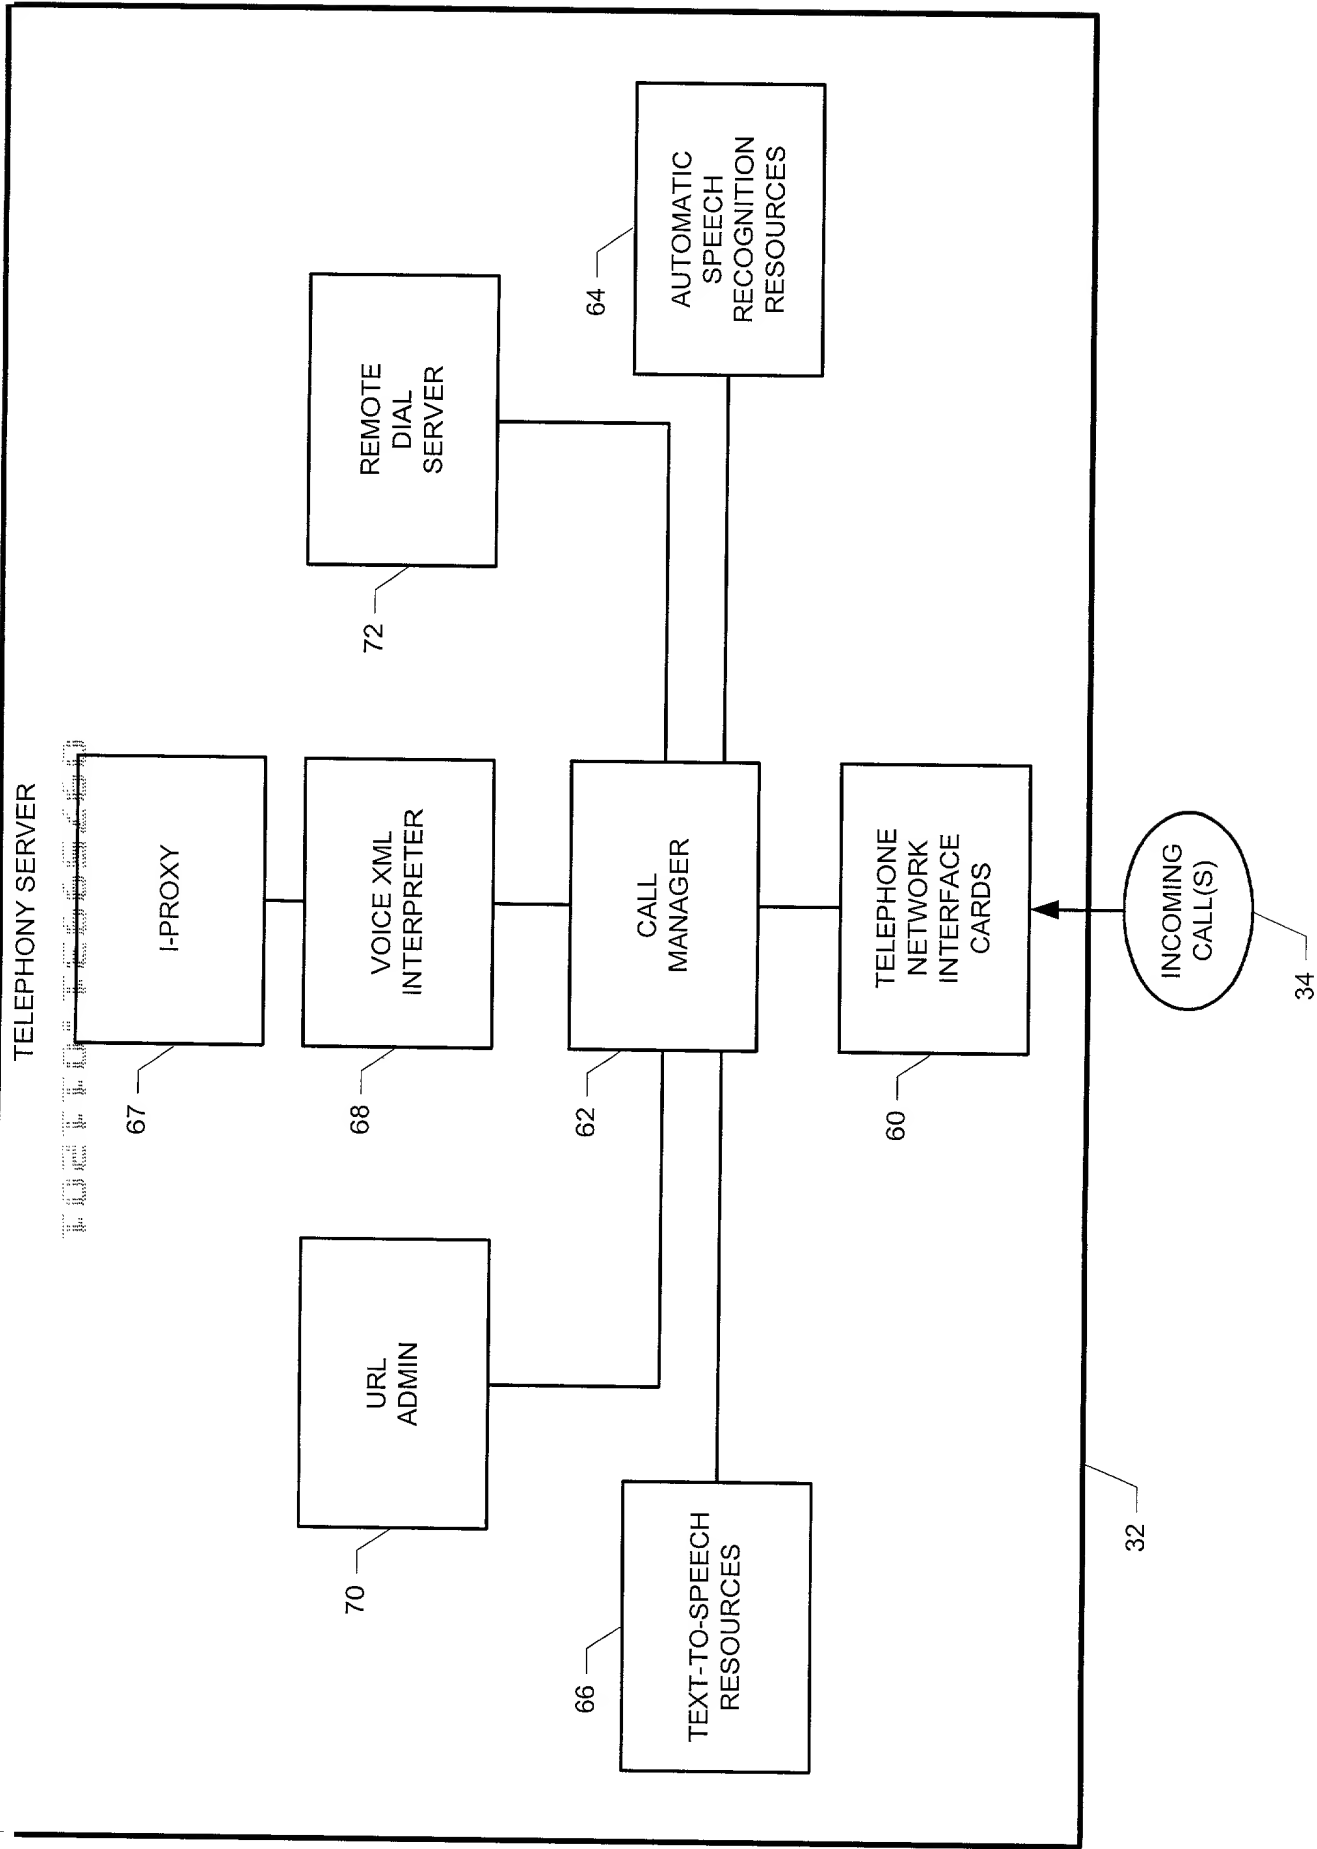 TELEPHONY SERVER
I-PROXY
67
VOICE XML
INTERPRETER
68
URL
ADMIN
70
REMOTE
DIAL
SERVER
72
CALL
MANAGER
62
TEXT-TO-SPEECH
RESOURCES
66
AUTOMATIC
SPEECH
RECOGNITION
RESOURCES
64
TELEPHONE
NETWORK
INTERFACE
CARDS
60
32
INCOMING
CALL(S)
34